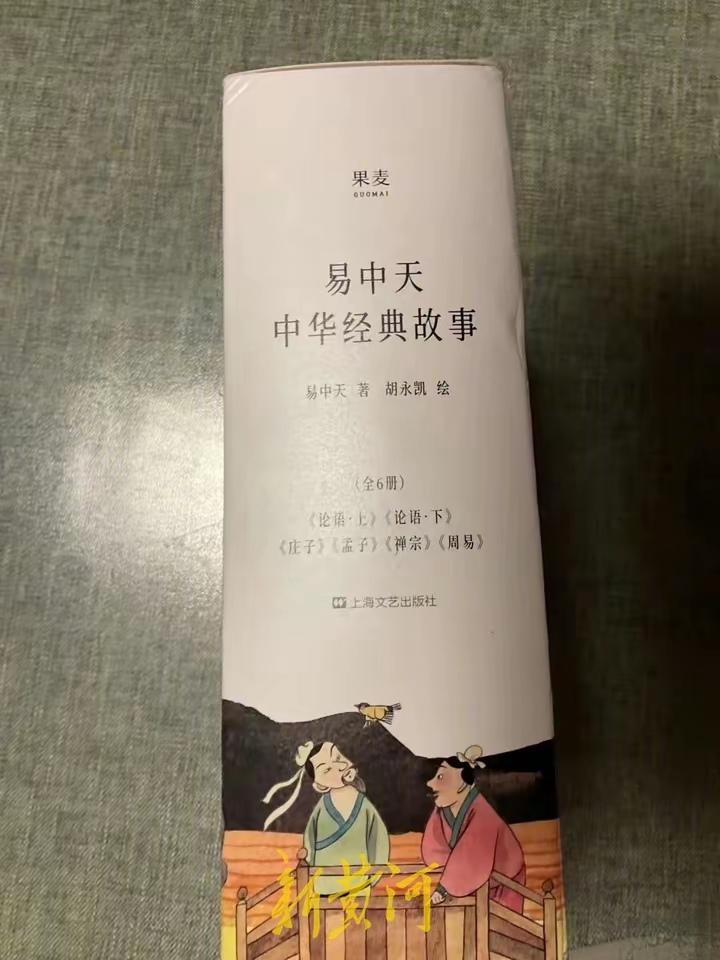 果麦
GUOMAI
易中天
中华经典故事
易中天 著 胡永凯 绘
(全6册)
《论语·上》《论语·下》
《庄子》《孟子》《禅宗》《周易》
上海文艺出版社
新黄河